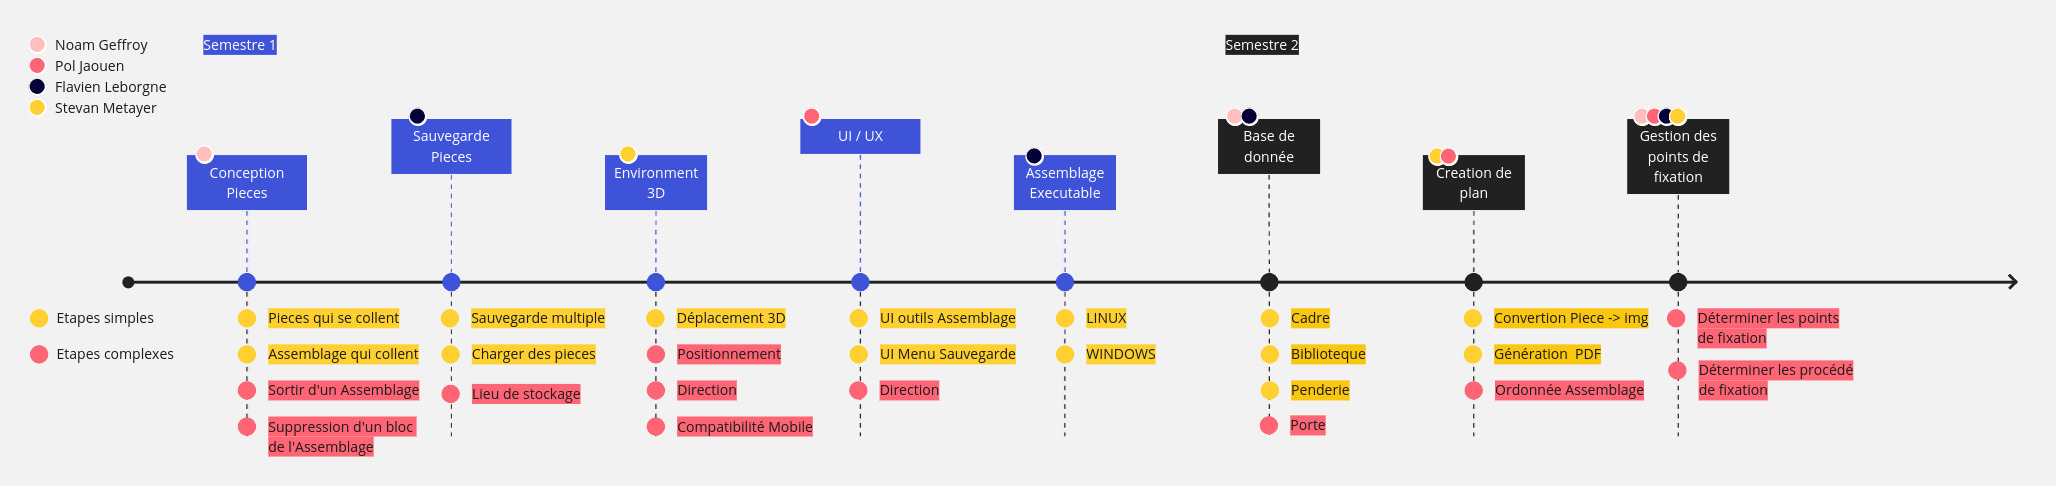 Noam Geffroy
Pol Jaouen
Flavien Leborgne
Stevan Metayer
Semestre 1
Semestre 2
Conception
Pieces
Sauvegarde
Pieces
Environment
3D
UI / UX
Assemblage
Executable
Base de
donnée
Creation de
plan
Gestion des
points de
fixation
Etapes simples
Etapes complexes
Pieces qui se collent
Assemblage qui collent
Sortir d'un Assemblage
Suppression d'un bloc
de l'Assemblage
Sauvegarde multiple
Charger des pieces
Lieu de stockage
Déplacement 3D
Positionnement
Direction
Compatibilité Mobile
UI outils Assemblage
UI Menu Sauvegarde
Direction
LINUX
WINDOWS
Cadre
Biblioteque
Penderie
Porte
Convertion Piece -> img
Génération  PDF
Ordonnée Assemblage
Déterminer les points
de fixation
Déterminer les procédé
de fixation